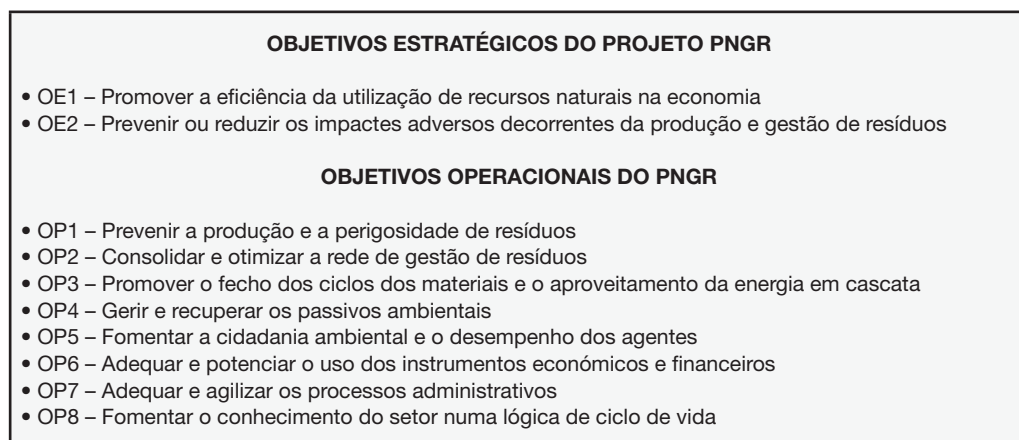 OBJETIVOS ESTRATÉGICOS DO PROJETO PNGR
• OE1 – Promover a eficiência da utilização de recursos naturais na economia
• OE2 – Prevenir ou reduzir os impactes adversos decorrentes da produção e gestão de resíduos
OBJETIVOS OPERACIONAIS DO PNGR
• OP1 – Prevenir a produção e a perigosidade de resíduos
• OP2 – Consolidar e otimizar a rede de gestão de resíduos
• OP3 – Promover o fecho dos ciclos dos materiais e o aproveitamento da energia em cascata
• OP4 – Gerir e recuperar os passivos ambientais
• OP5 – Fomentar a cidadania ambiental e o desempenho dos agentes
• OP6 – Adequar e potenciar o uso dos instrumentos económicos e financeiros
• OP7 – Adequar e agilizar os processos administrativos
• OP8 – Fomentar o conhecimento do setor numa lógica de ciclo de vida